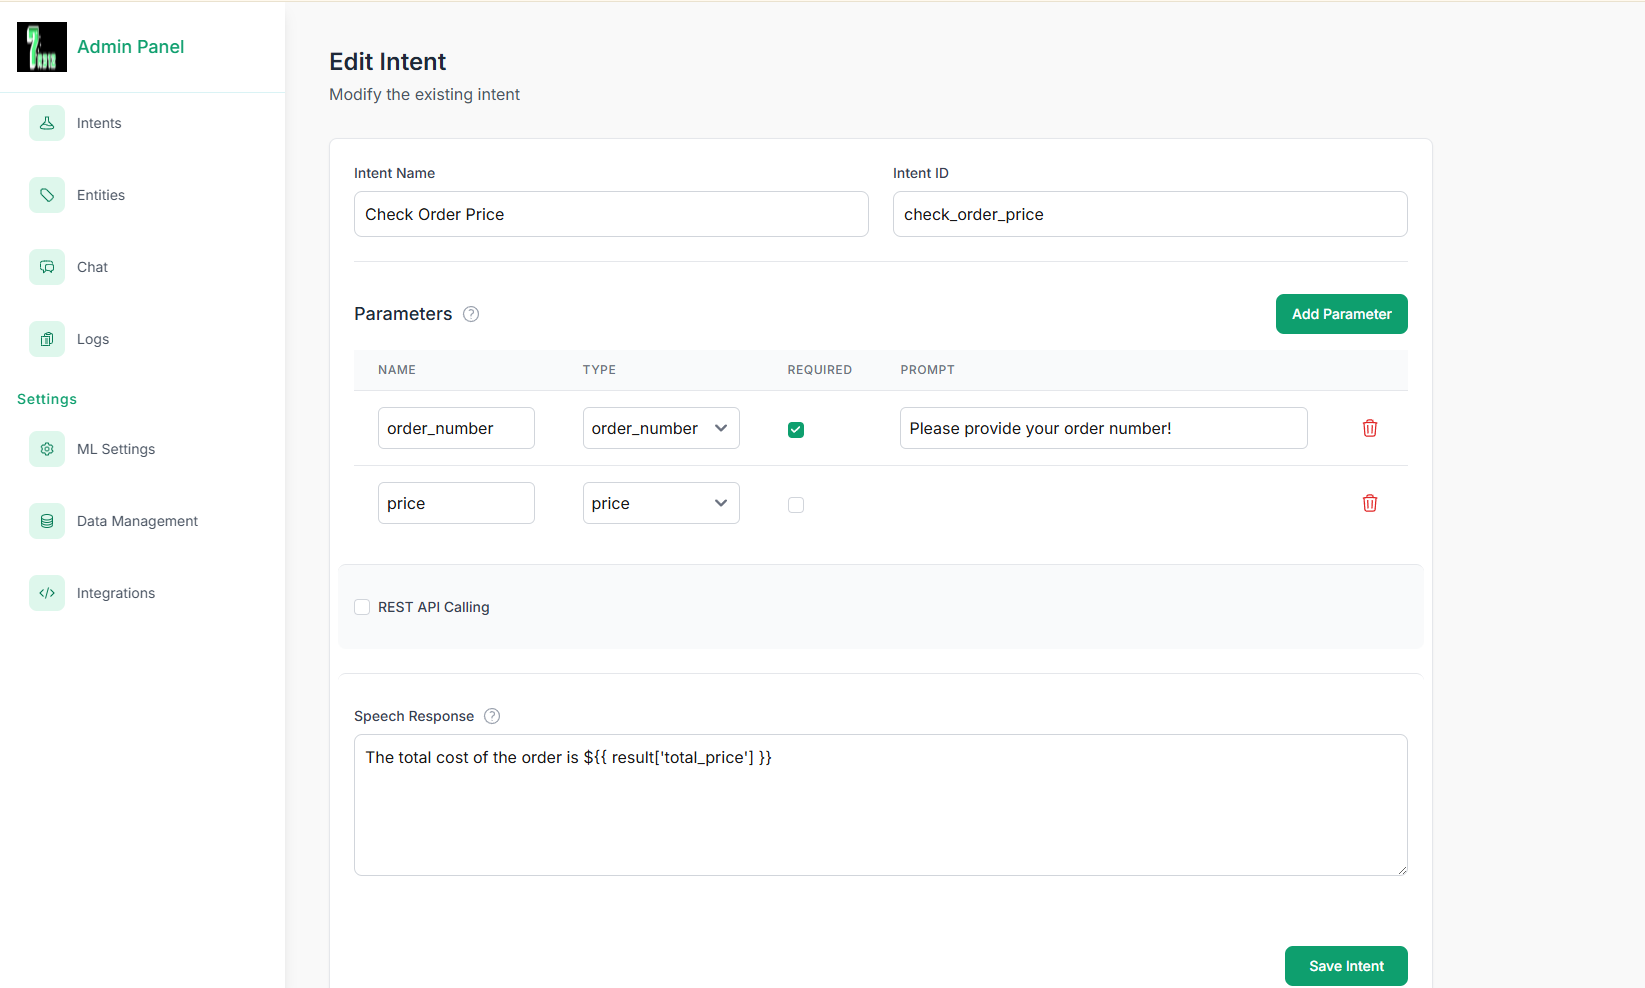 Admin Panel
Intents
Entities
Chat
Logs
Settings
ML Settings
Data Management
Integrations
Edit Intent
Modify the existing intent
Intent Name
Intent ID
Check Order Price
check_order_price
Parameters ?
Add Parameter
NAME TYPE REQUIRED PROMPT
order_number order_number Please provide your order number!
price price
REST API Calling
Speech Response ?
The total cost of the order is ${{ result['total_price'] }}
Save Intent